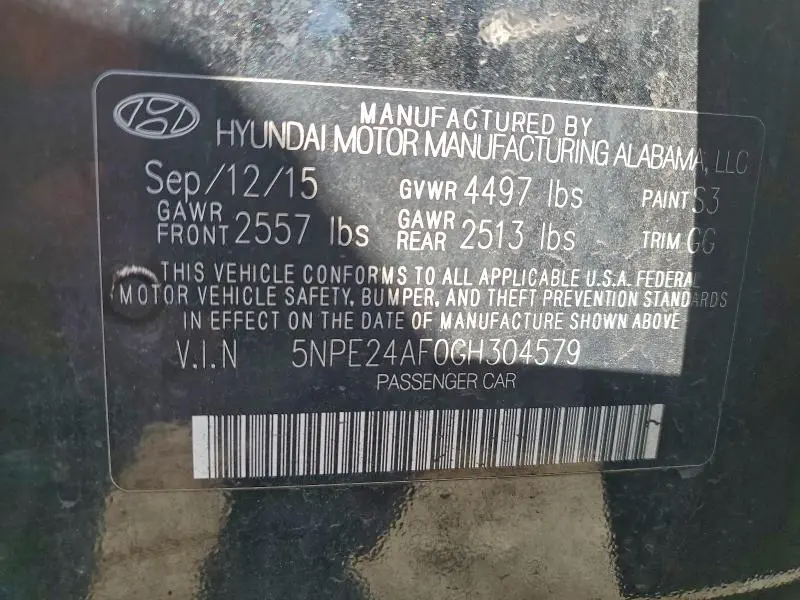 MANUFACTURED BY
HYUNDAI MOTOR MANUFACTURING ALABAMA, LLC
Sep/12/15 GVWR 4497 lbs PAINT S3
GAWR FRONT 2557 lbs GAWR REAR 2513 lbs TRIM GG
THIS VEHICLE CONFORMS TO ALL APPLICABLE U.S.A. FEDERAL
MOTOR VEHICLE SAFETY, BUMPER, AND THEFT PREVENTION STANDARDS
IN EFFECT ON THE DATE OF MANUFACTURE SHOWN ABOVE
V.I.N 5NPE24AF0GH304579
PASSENGER CAR